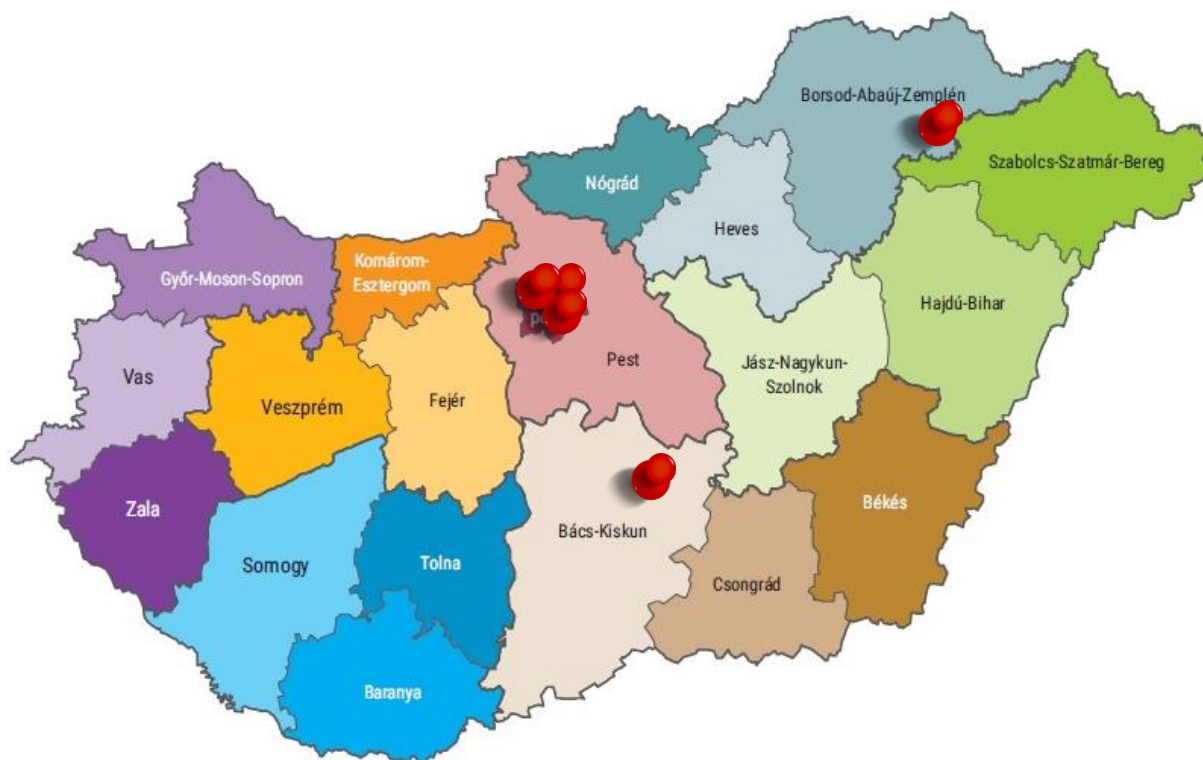 Borsod-Abaúj-Zemplén
Szabolcs-Szatmár-Bereg
Nógrád
Heves
Győr-Moson-Sopron
Komárom-
Esztergom
Hajdú-Bihar
Pest
Jász-Nagykun-
Szolnok
Vas
Veszprém
Fejér
Zala
Békés
Bács-Kiskun
Somogy
Tolna
Csongrád
Baranya